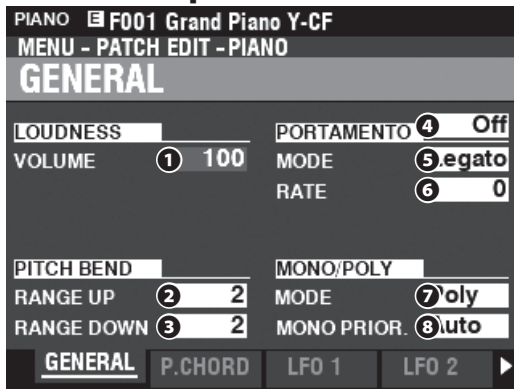 PIANO E F001 Grand Piano Y-CF
MENU - PATCH EDIT - PIANO
GENERAL
LOUDNESS
VOLUME 1 100
PORTAMENTO 4 Off
MODE 5 Legato
RATE 6 0
PITCH BEND
RANGE UP 2 2
RANGE DOWN 3 2
MONO/POLY
MODE 7 Poly
MONO PRIOR. 8 Auto
GENERAL P.CHORD LFO 1 LFO 2